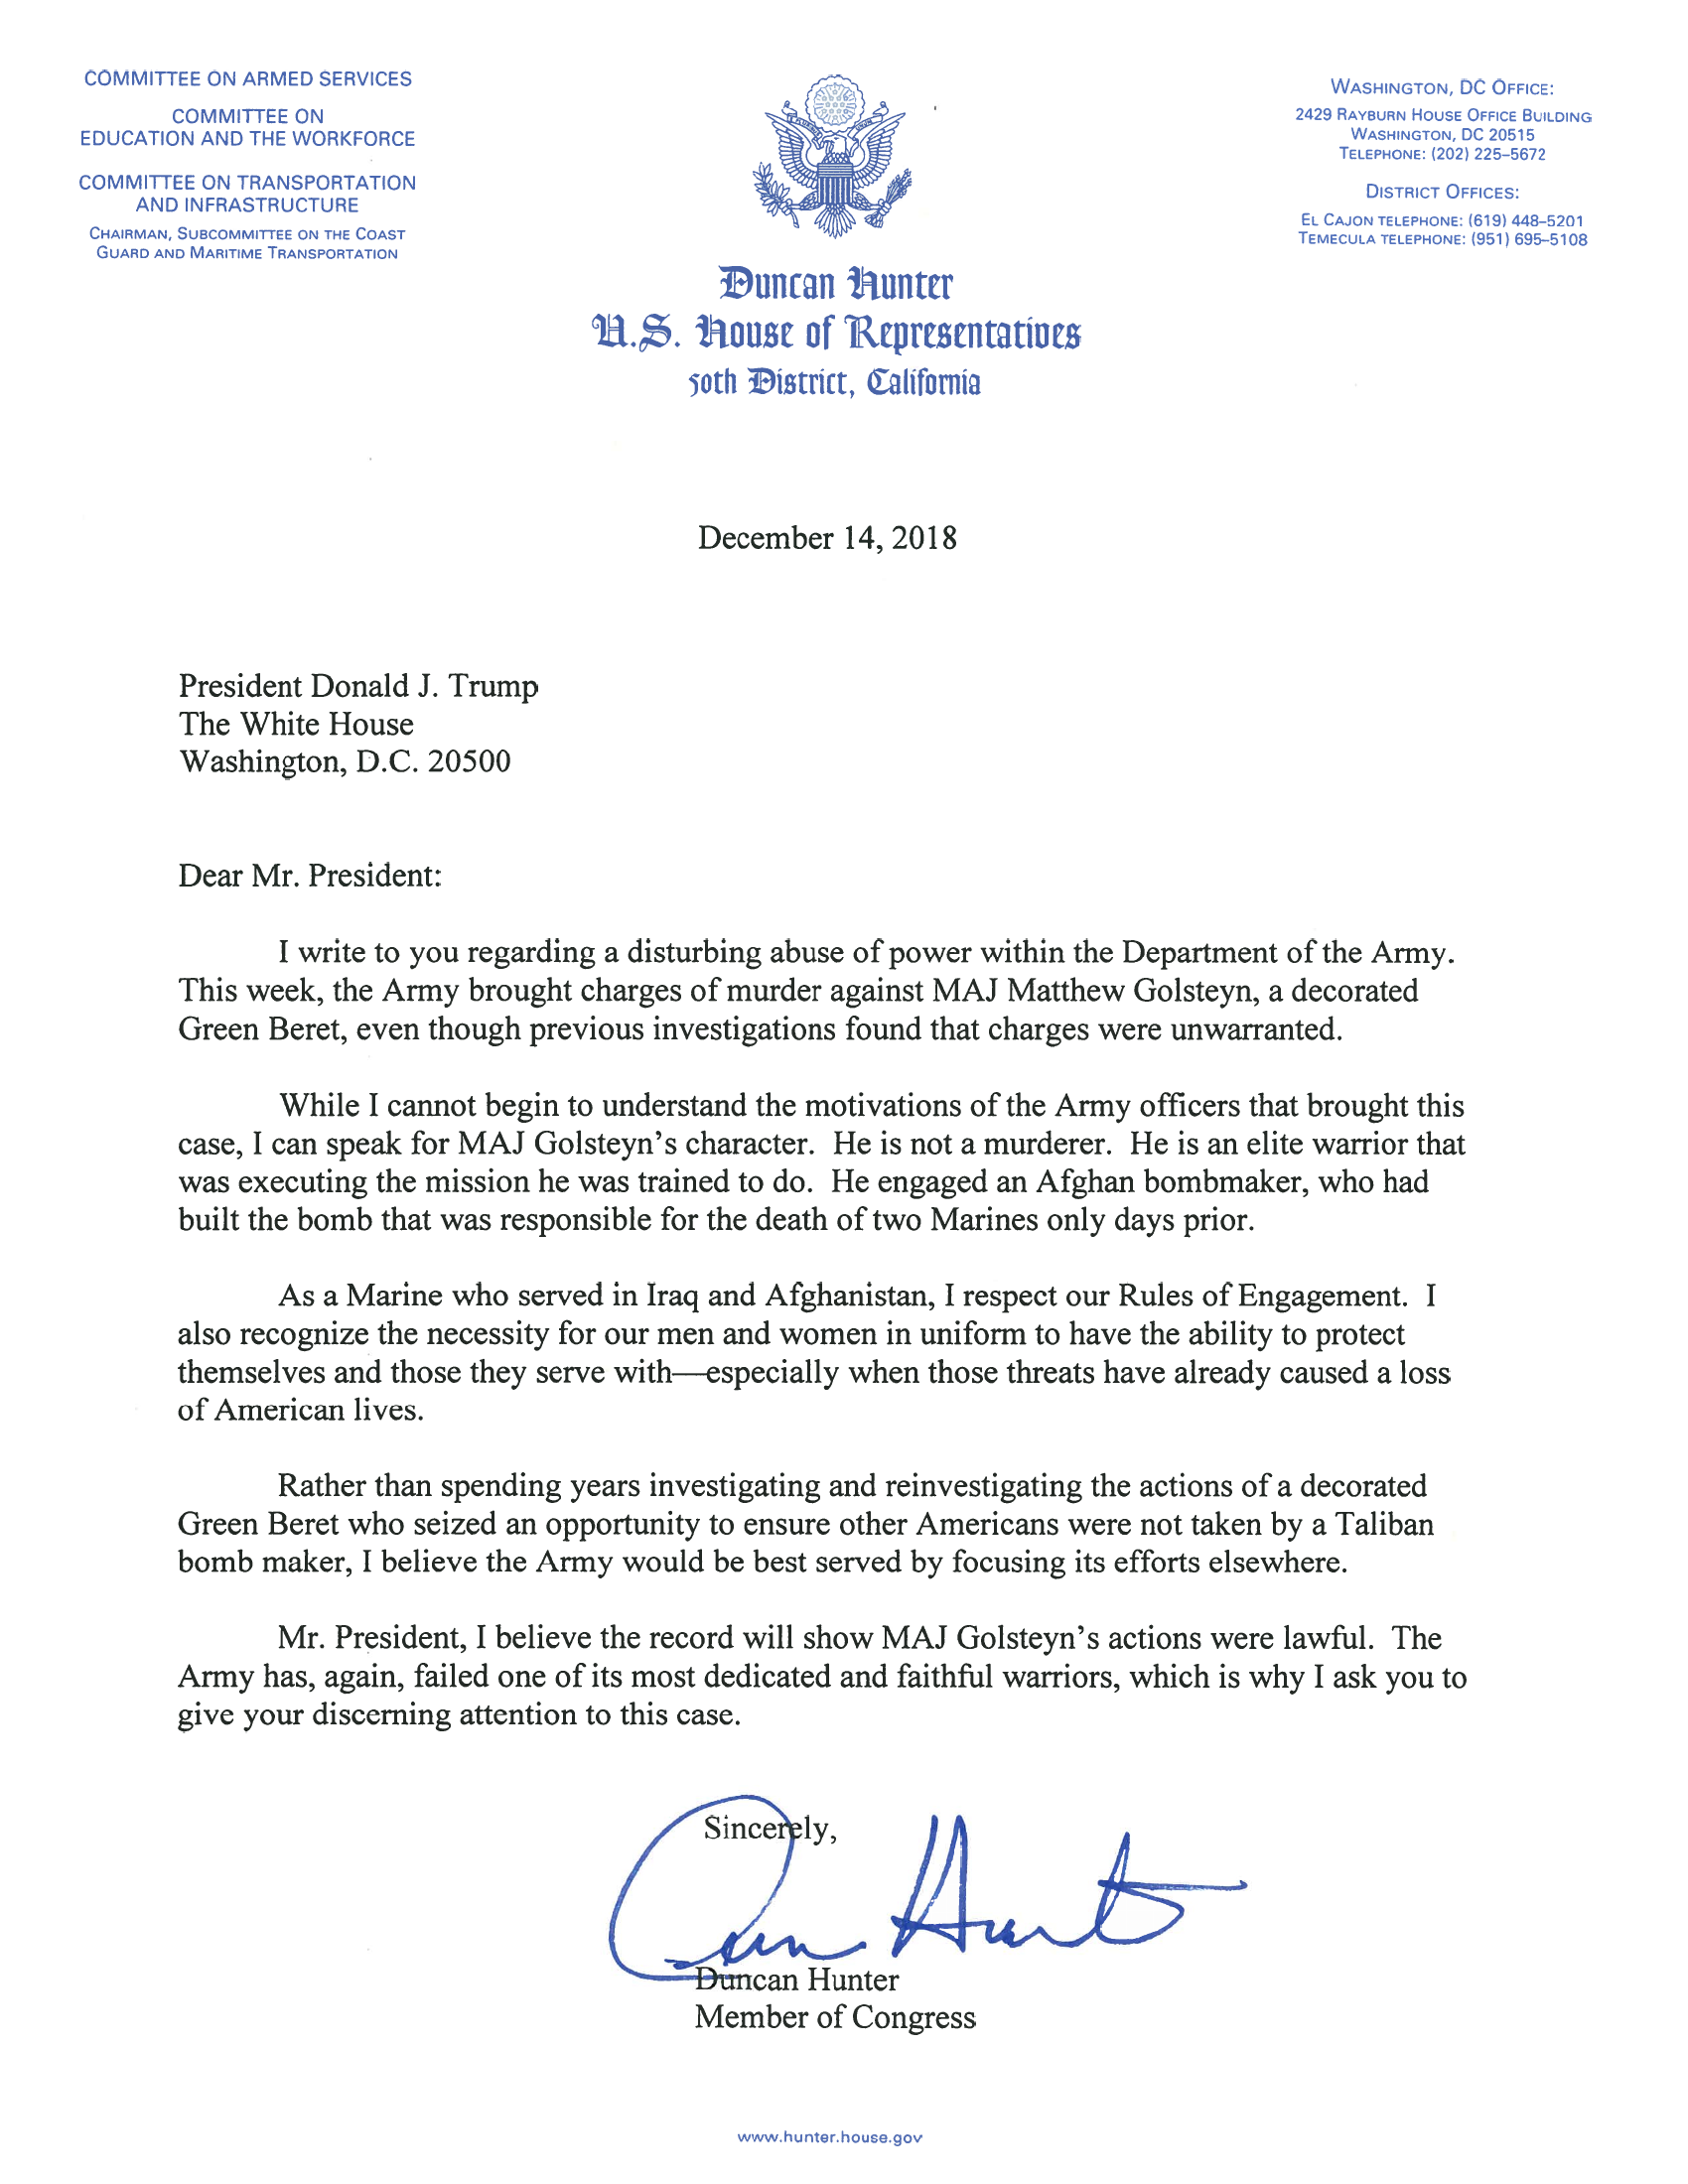 COMMITTEE ON ARMED SERVICES
COMMITTEE ON
EDUCATION AND THE WORKFORCE
COMMITTEE ON TRANSPORTATION
AND INFRASTRUCTURE
CHAIRMAN, SUBCOMMITTEE ON THE COAST
GUARD AND MARITIME TRANSPORTATION
WASHINGTON, DC OFFICE:
2429 RAYBURN HOUSE OFFICE BUILDING
WASHINGTON, DC 20515
TELEPHONE: (202) 225–5672
DISTRICT OFFICES:
EL CAJON TELEPHONE: (619) 448–5201
TEMECULA TELEPHONE: (951) 695–5108
Duncan Hunter
U.S. House of Representatives
50th District, California
December 14, 2018
President Donald J. Trump
The White House
Washington, D.C. 20500
Dear Mr. President:
I write to you regarding a disturbing abuse of power within the Department of the Army.
This week, the Army brought charges of murder against MAJ Matthew Golsteyn, a decorated
Green Beret, even though previous investigations found that charges were unwarranted.
While I cannot begin to understand the motivations of the Army officers that brought this
case, I can speak for MAJ Golsteyn’s character.  He is not a murderer.  He is an elite warrior that
was executing the mission he was trained to do.  He engaged an Afghan bombmaker, who had
built the bomb that was responsible for the death of two Marines only days prior.
As a Marine who served in Iraq and Afghanistan, I respect our Rules of Engagement.  I
also recognize the necessity for our men and women in uniform to have the ability to protect
themselves and those they serve with—especially when those threats have already caused a loss
of American lives.
Rather than spending years investigating and reinvestigating the actions of a decorated
Green Beret who seized an opportunity to ensure other Americans were not taken by a Taliban
bomb maker, I believe the Army would be best served by focusing its efforts elsewhere.
Mr. President, I believe the record will show MAJ Golsteyn’s actions were lawful.  The
Army has, again, failed one of its most dedicated and faithful warriors, which is why I ask you to
give your discerning attention to this case.
Sincerely,
Duncan Hunter
Member of Congress
www.hunter.house.gov